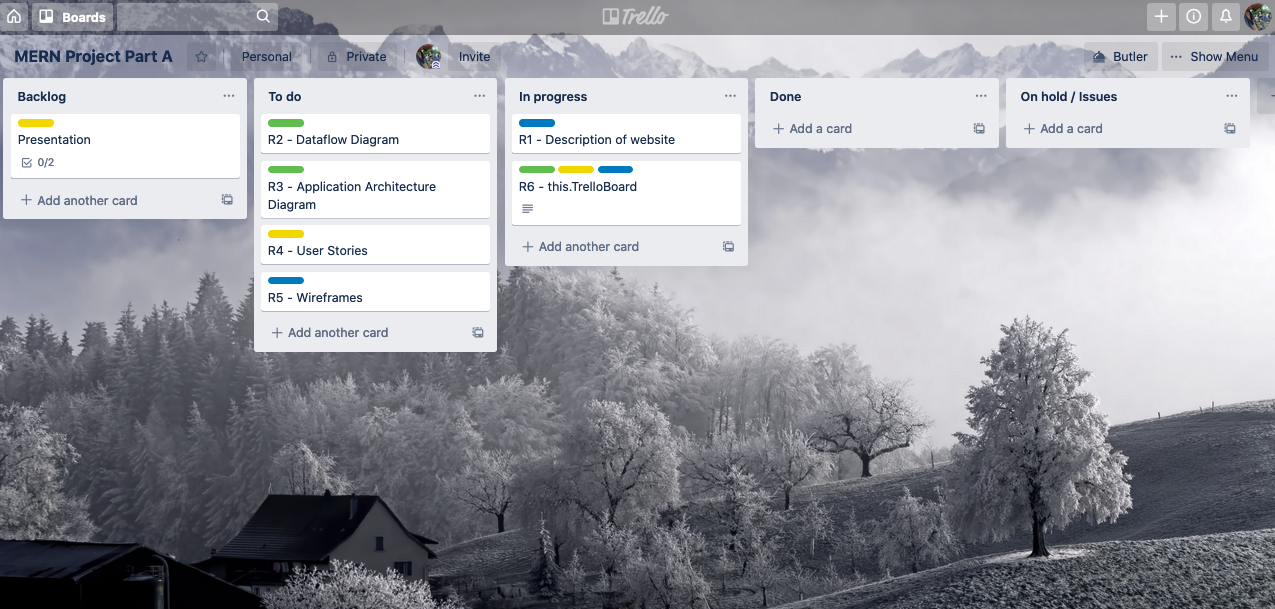 Boards
Trello
MERN Project Part A
Personal
Private
Invite
Butler
Show Menu
Backlog
Presentation
0/2
Add another card
To do
R2 - Dataflow Diagram
R3 - Application Architecture
Diagram
R4 - User Stories
R5 - Wireframes
Add another card
In progress
R1 - Description of website
R6 - this.TrelloBoard
Add another card
Done
Add a card
On hold / Issues
Add a card